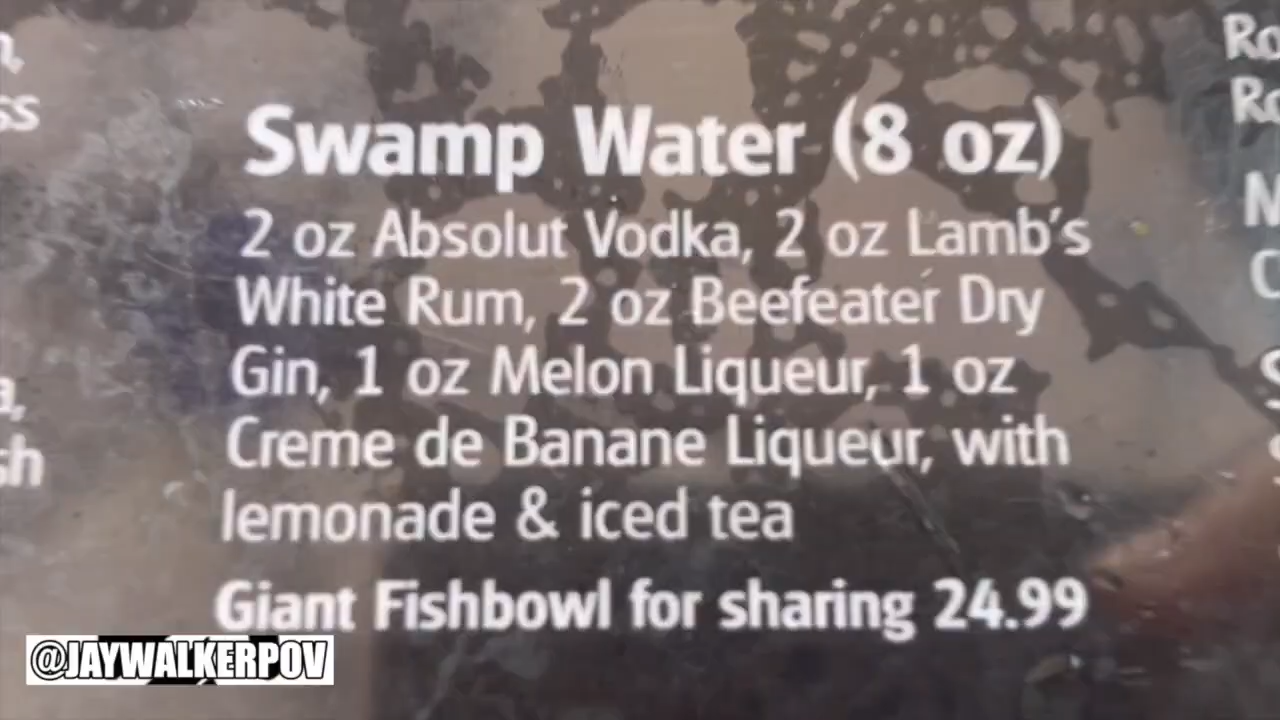 Swamp Water (8 oz)
2 oz Absolut Vodka, 2 oz Lamb's
White Rum, 2 oz Beefeater Dry
Gin, 1 oz Melon Liqueur, 1 oz
Creme de Banane Liqueur, with
lemonade & iced tea
Giant Fishbowl for sharing 24.99
@JAYWALKERPOV